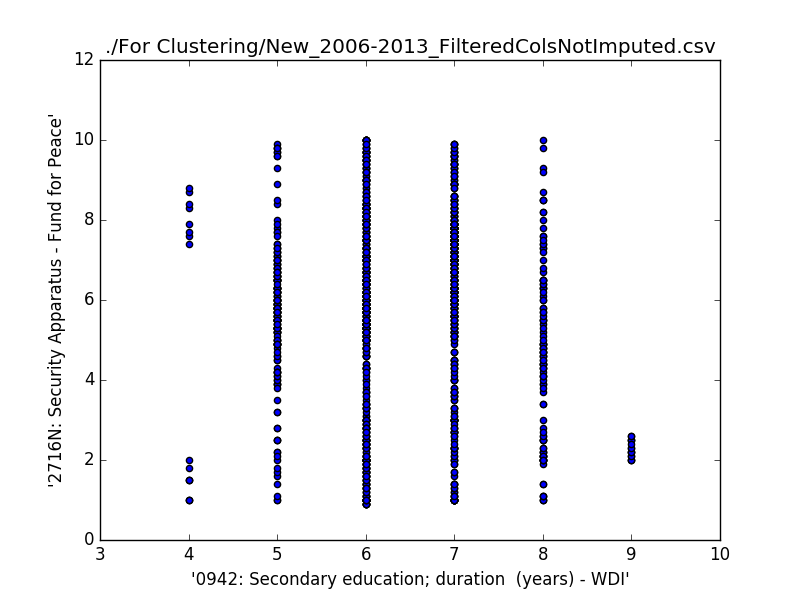 ./For Clustering/New_2006-2013_FilteredColsNotImputed.csv
12
10
8
6
4
2
0
'2716N: Security Apparatus - Fund for Peace'
3 4 5 6 7 8 9 10
'0942: Secondary education; duration  (years) - WDI'